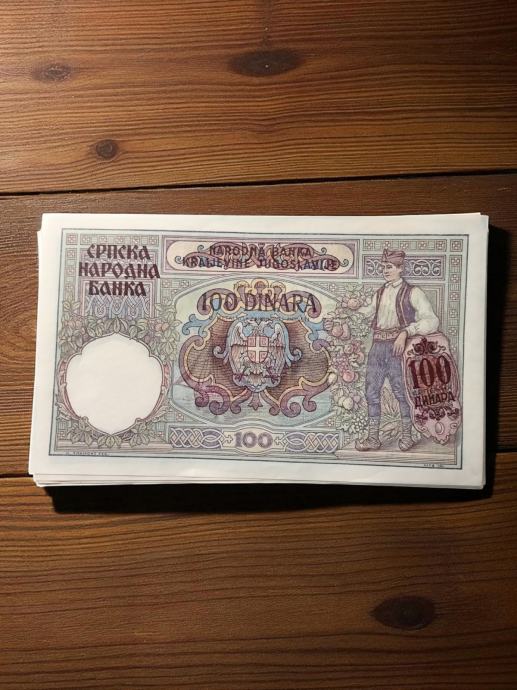 СРПСКА
НАРОДНА
БАНКА
NARODNA BANKA
KRALJEVINE JUGOSLAVIJE
100 DINARA
100
ДИНАРА
100